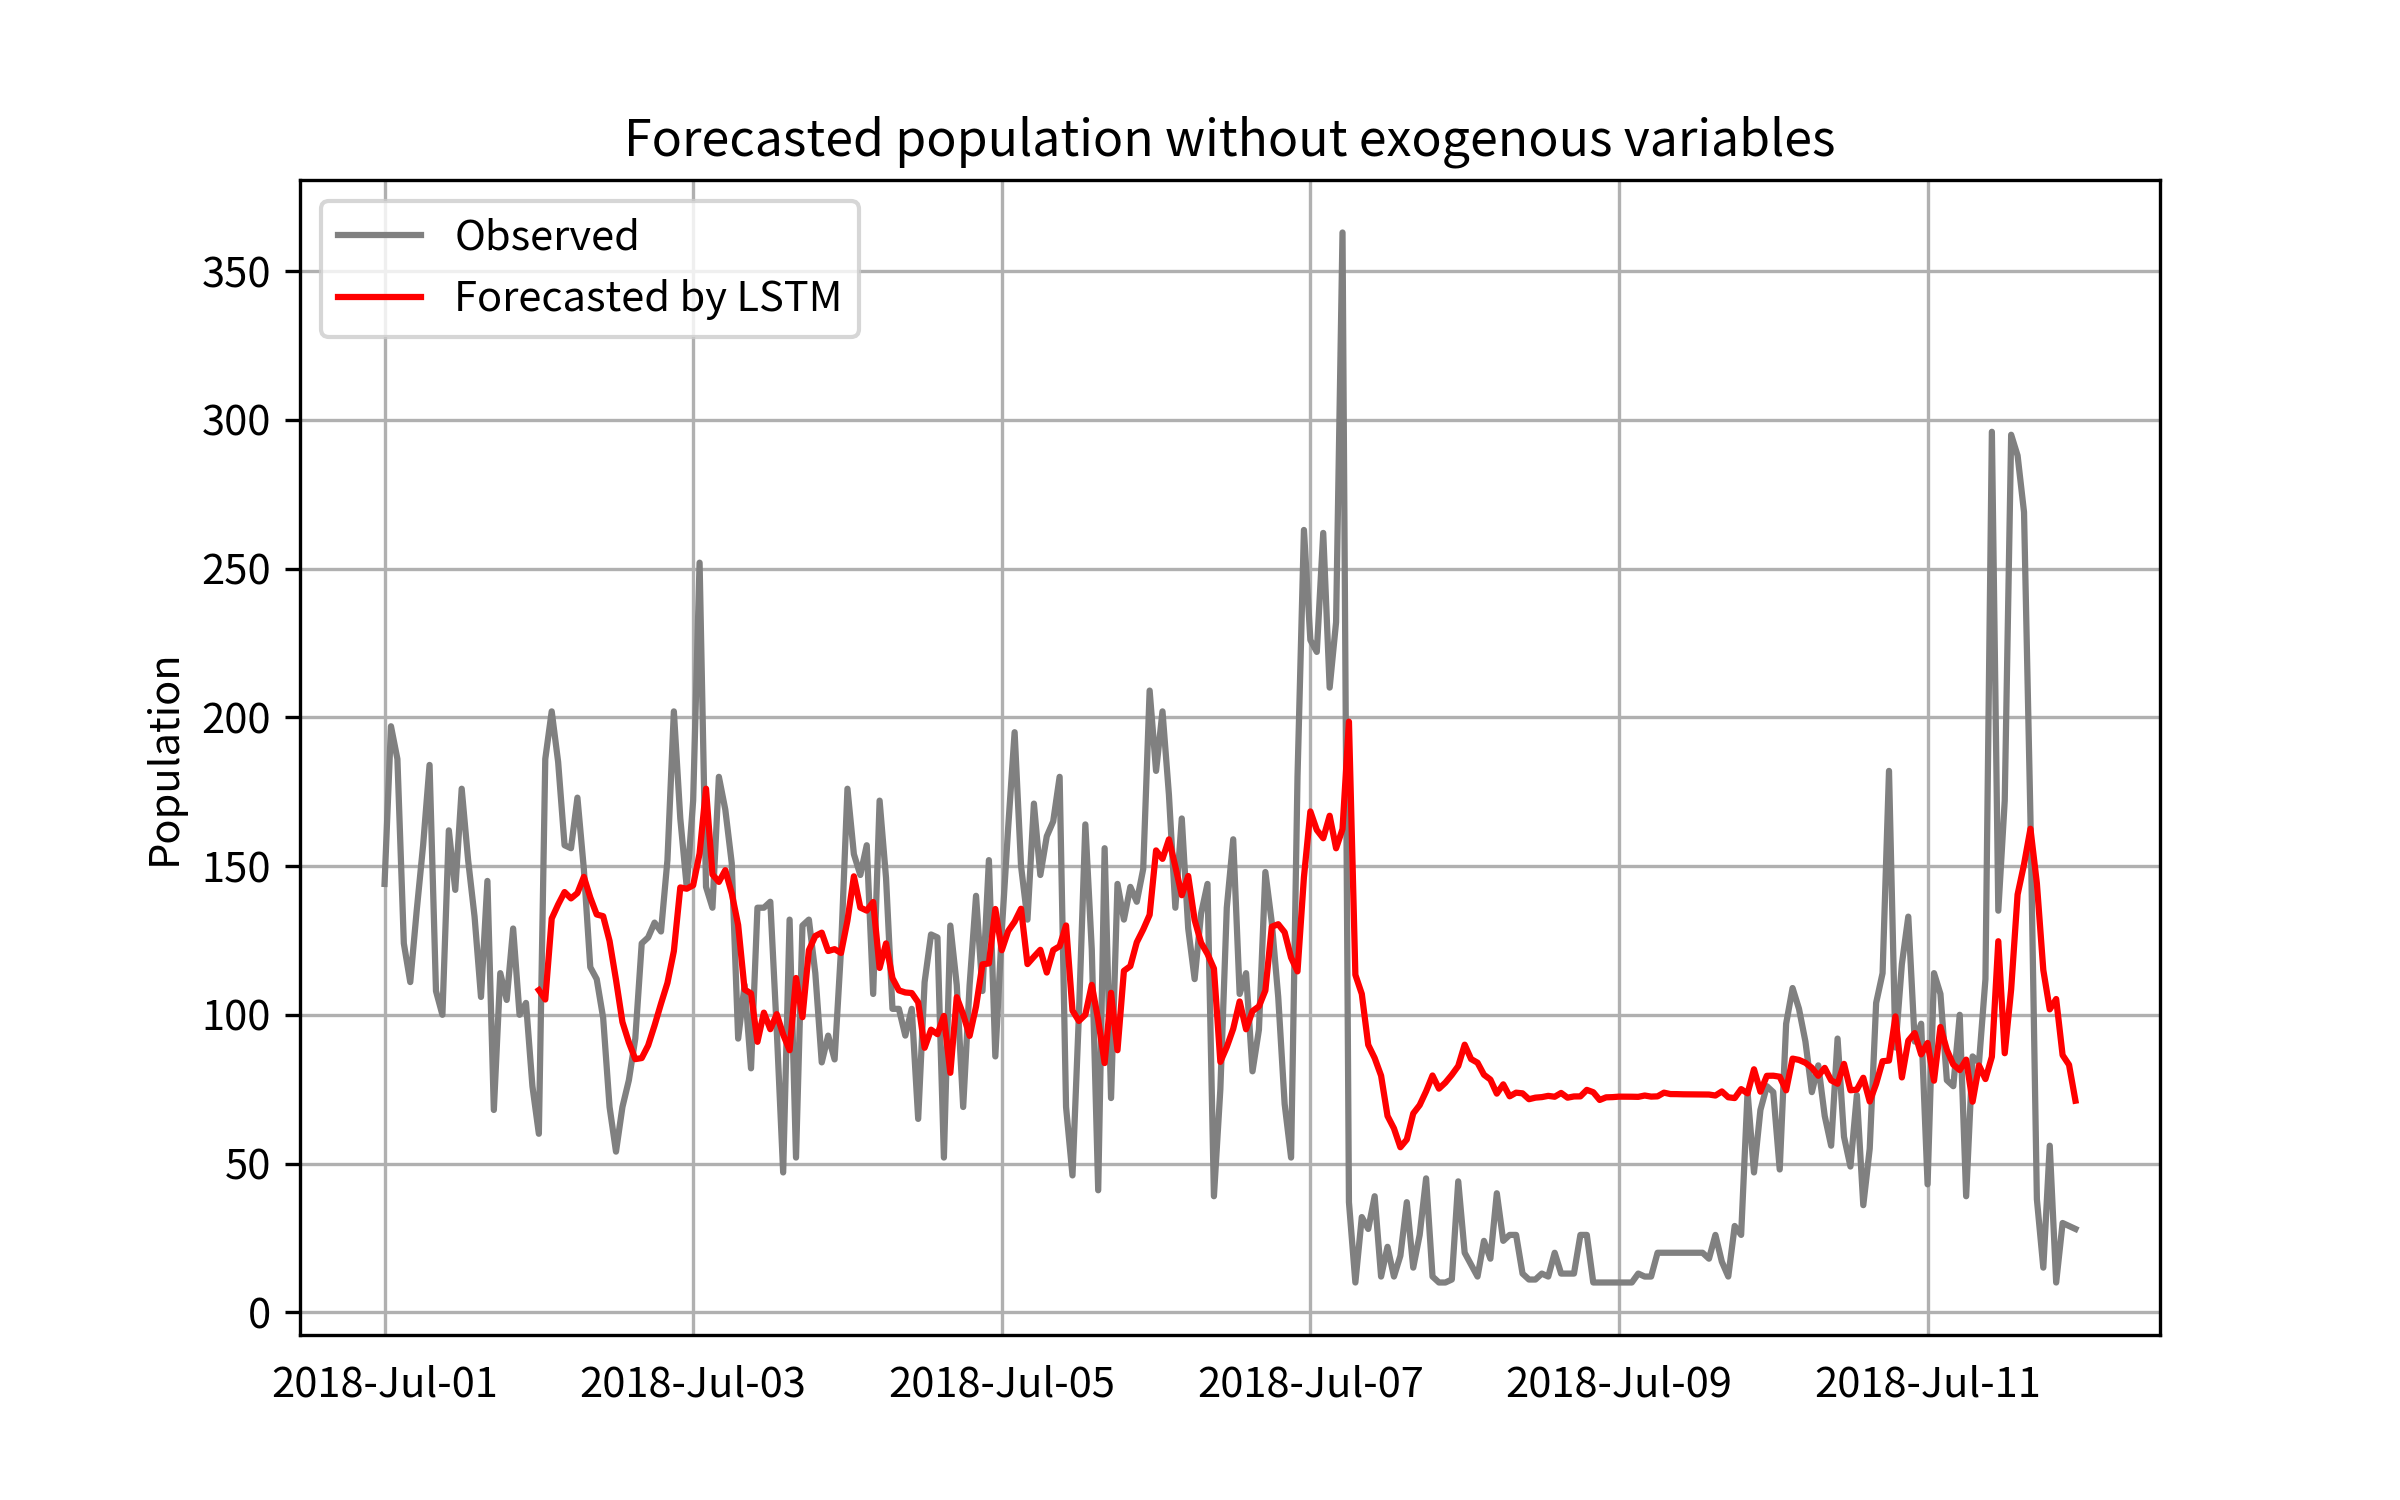 Forecasted population without exogenous variables
Observed
Forecasted by LSTM
Population
350
300
250
200
150
100
50
0
2018-Jul-01 2018-Jul-03 2018-Jul-05 2018-Jul-07 2018-Jul-09 2018-Jul-11